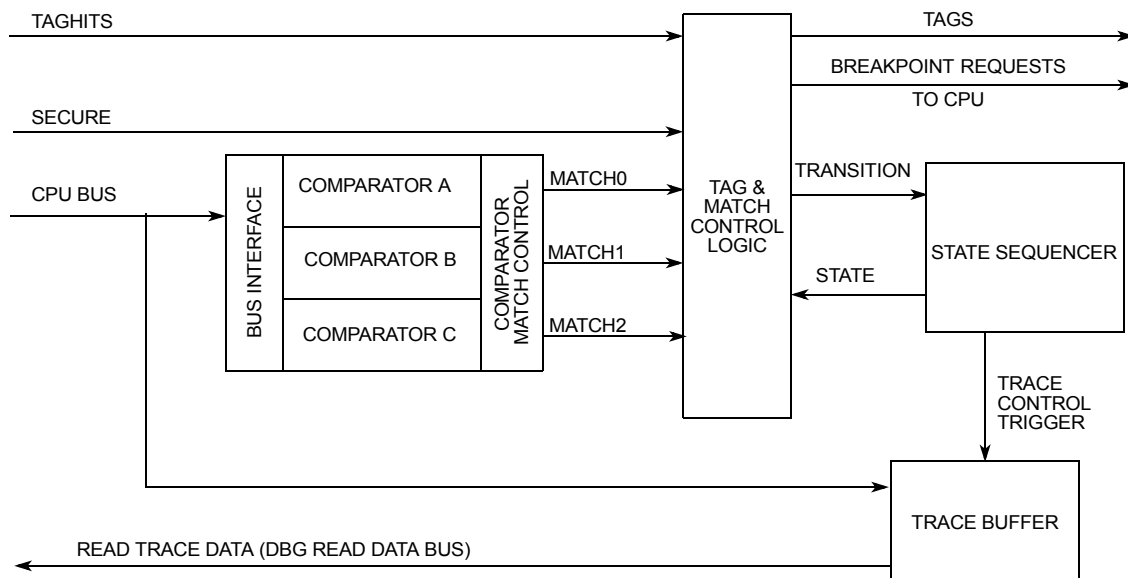 TAGHITS
TAGS
BREAKPOINT REQUESTS
TO CPU
SECURE
CPU BUS
BUS INTERFACE
COMPARATOR A
COMPARATOR B
COMPARATOR C
COMPARATOR
MATCH CONTROL
MATCH0
MATCH1
MATCH2
TAG &
MATCH
CONTROL
LOGIC
TRANSITION
STATE
STATE SEQUENCER
TRACE
CONTROL
TRIGGER
TRACE BUFFER
READ TRACE DATA (DBG READ DATA BUS)